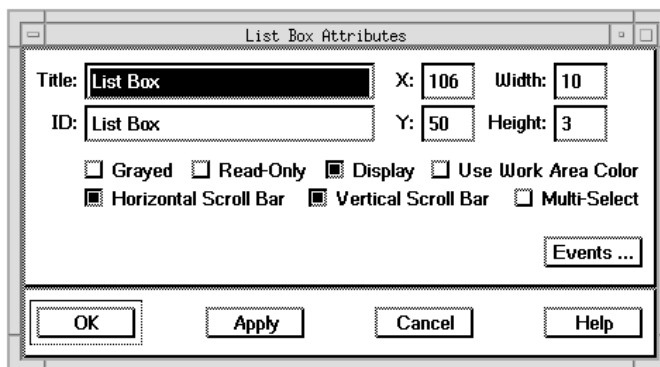 List Box Attributes
Title: List Box X: 106 Width: 10
ID: List Box Y: 50 Height: 3
Grayed Read-Only Display Use Work Area Color
Horizontal Scroll Bar Vertical Scroll Bar Multi-Select
Events ...
OK Apply Cancel Help